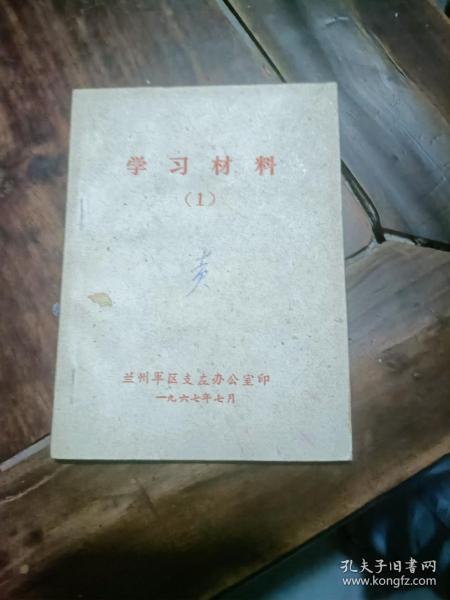 学习材料
（1）
兰州军区支左办公室印
一九六七年七月
孔夫子旧书网
www.kongfz.com